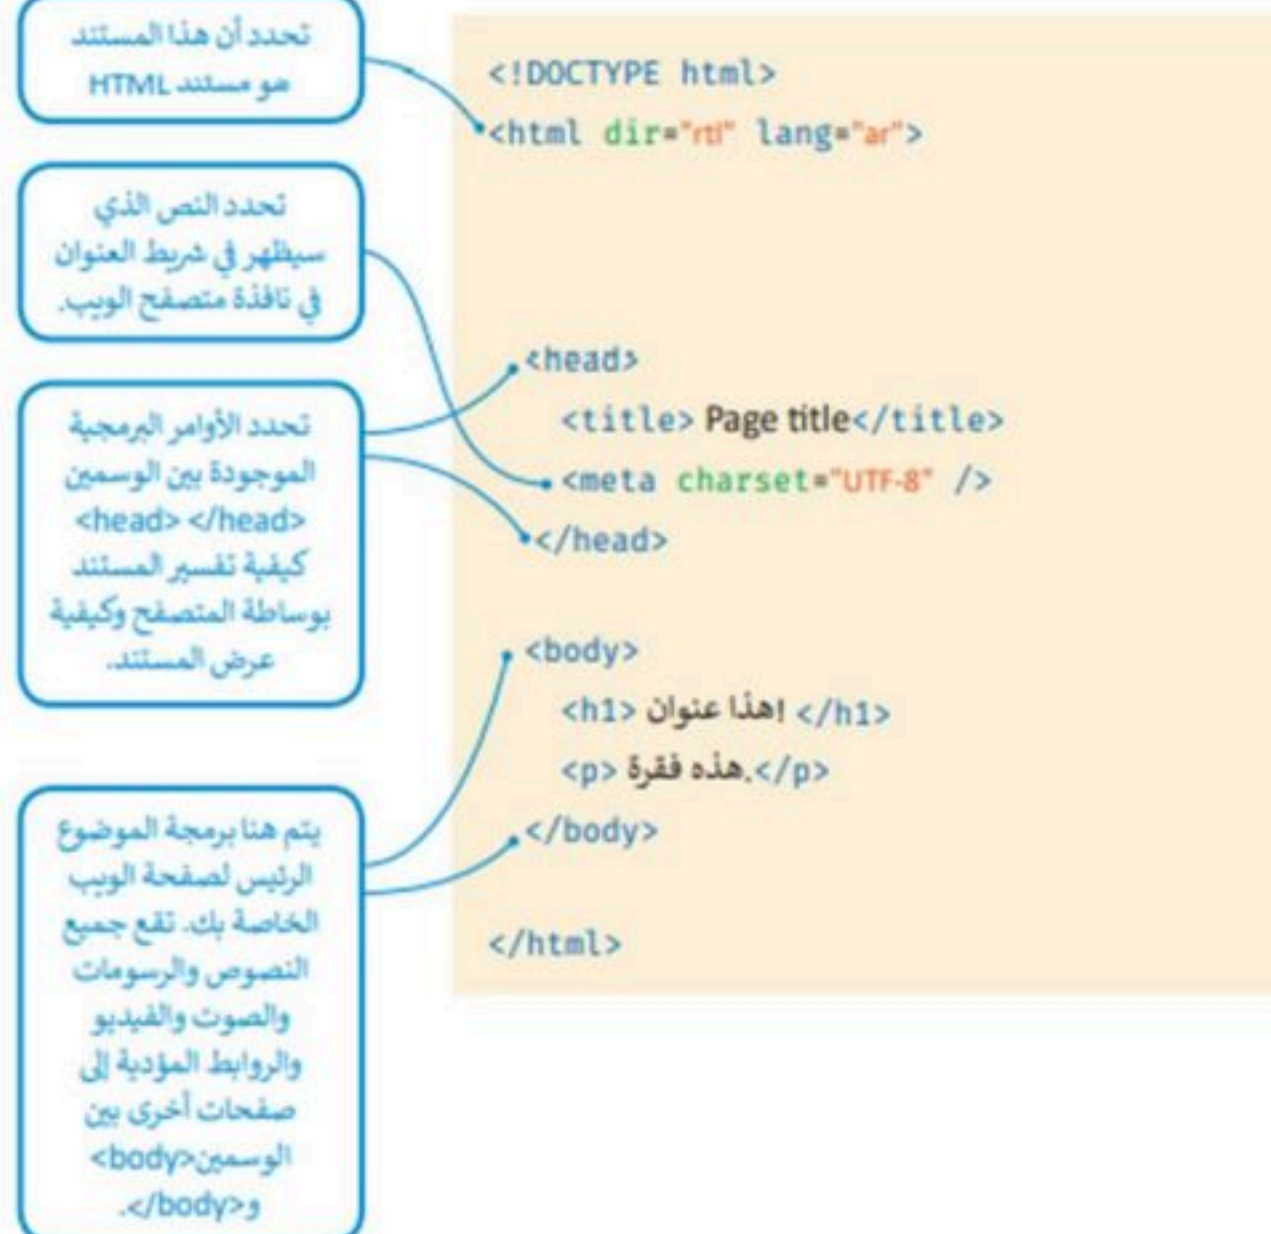 تحدد أن هذا المستند
هو مستند HTML
تحدد النص الذي
سيظهر في شريط العنوان
في نافذة متصفح الويب.
تحدد الأوامر البرمجية
الموجودة بين الوسمين
<head> </head>
كيفية تفسير المستند
بوساطة المتصفح وكيفية
عرض المستند.
يتم هنا برمجة الموضوع
الرئيس لصفحة الويب
الخاصة بك. تقع جميع
النصوص والرسومات
والصوت والفيديو
والروابط المؤدية إلى
صفحات أخرى بين
الوسمين<body>
و</body>.
<!DOCTYPE html>
<html dir="rtl" lang="ar">
<head>
<title> Page title</title>
<meta charset="UTF-8" />
</head>
<body>
<h1> هذا عنوان! </h1>
<p> هذه فقرة.</p>
</body>
</html>